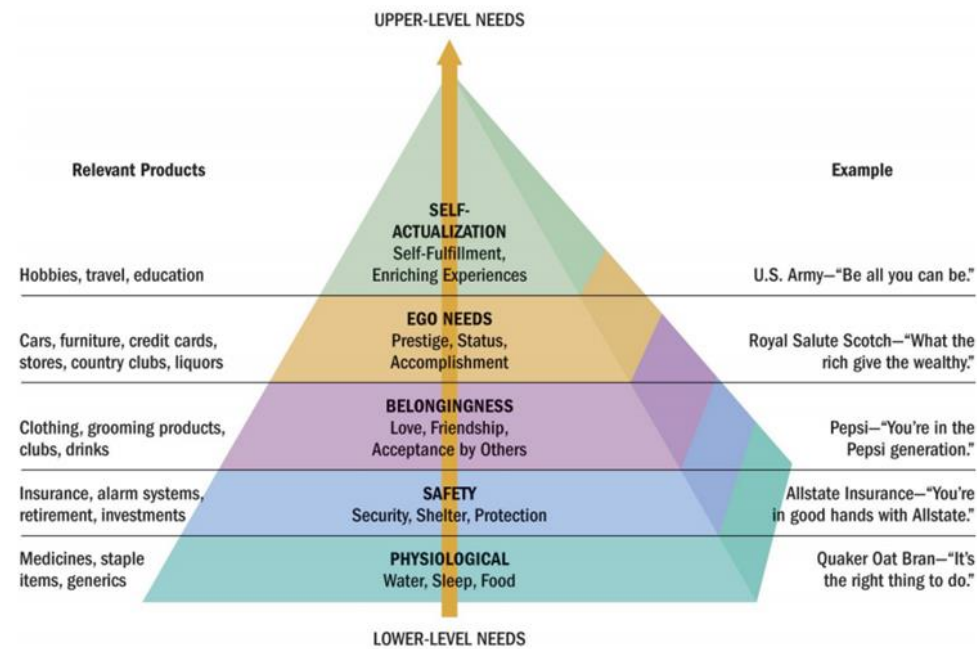 UPPER-LEVEL NEEDS
Relevant Products
Example
SELF-
ACTUALIZATION
Self-Fulfillment,
Enriching Experiences
Hobbies, travel, education
U.S. Army—“Be all you can be.”
EGO NEEDS
Prestige, Status,
Accomplishment
Cars, furniture, credit cards,
stores, country clubs, liquors
Royal Salute Scotch—“What the
rich give the wealthy.”
BELONGINGNESS
Love, Friendship,
Acceptance by Others
Clothing, grooming products,
clubs, drinks
Pepsi—“You’re in the
Pepsi generation.”
SAFETY
Security, Shelter, Protection
Insurance, alarm systems,
retirement, investments
Allstate Insurance—“You’re
in good hands with Allstate.”
PHYSIOLOGICAL
Water, Sleep, Food
Medicines, staple
items, generics
Quaker Oat Bran—“It’s
the right thing to do.”
LOWER-LEVEL NEEDS